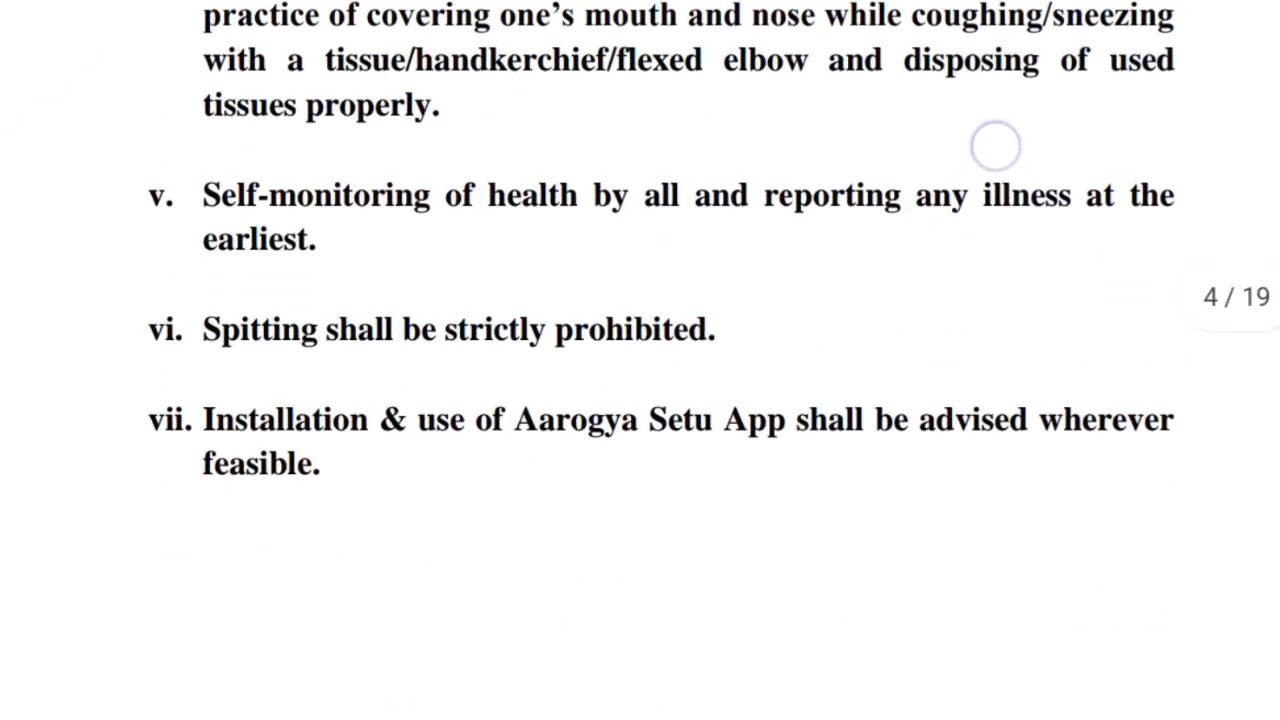 practice of covering one’s mouth and nose while coughing/sneezing
with a tissue/handkerchief/flexed elbow and disposing of used
tissues properly.
v. Self-monitoring of health by all and reporting any illness at the
earliest.
4 / 19
vi. Spitting shall be strictly prohibited.
vii. Installation & use of Aarogya Setu App shall be advised wherever
feasible.